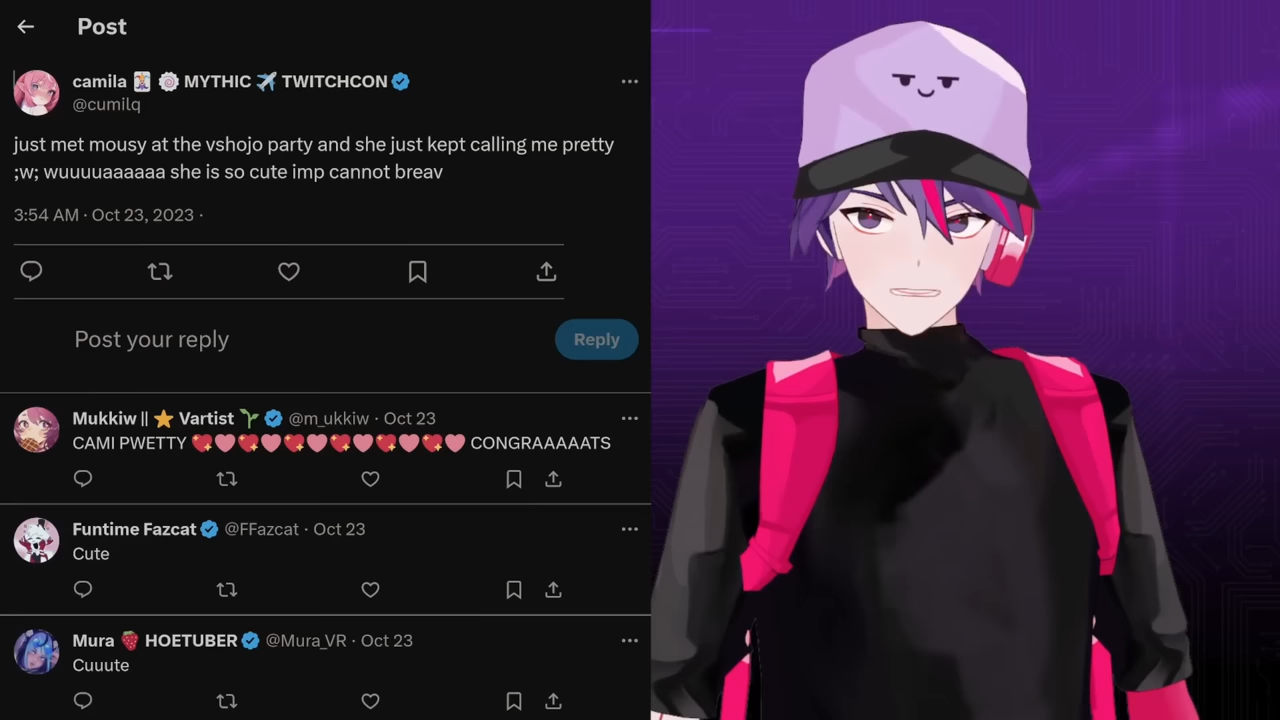 Post
camila 🃏 🍥 MYTHIC ✈️ TWITCHCON
@cumilq
just met mousy at the vshojo party and she just kept calling me pretty
;w; wuuuuaaaaaa she is so cute imp cannot breav
3:54 AM · Oct 23, 2023 ·
Post your reply
Reply
Mukkiw || ⭐ Vartist 🌱 @m_ukkiw · Oct 23
CAMI PWETTY 💖🩷💖🩷💖🩷💖🩷💖🩷💖🩷 CONGRAAAAATS
Funtime Fazcat @FFazcat · Oct 23
Cute
Mura 🍓 HOETUBER @Mura_VR · Oct 23
Cuuute